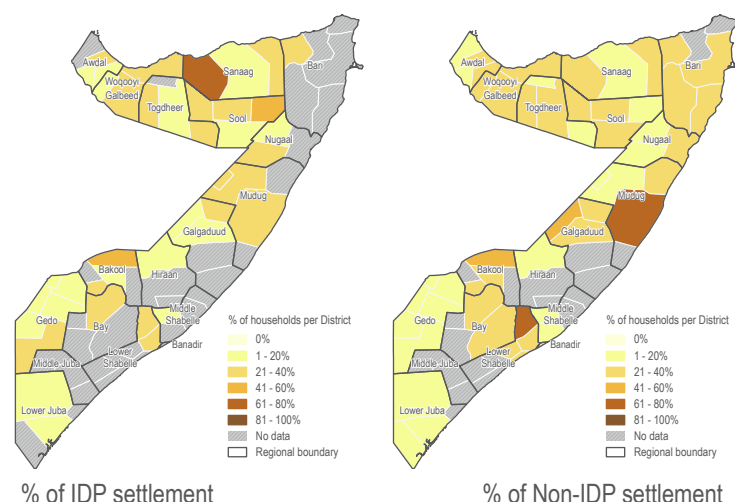 Awdal
Woqooyi
Galbeed
Togdheer
Sanaag
Sool
Bari
Nugaal
Mudug
Galgaduud
Hiraan
Bakool
Gedo
Bay
Middle
Shabelle
Banadir
Lower
Shabelle
Middle Juba
Lower Juba
% of households per District
0%
1 - 20%
21 - 40%
41 - 60%
61 - 80%
81 - 100%
No data
Regional boundary
% of IDP settlement
Awdal
Woqooyi
Galbeed
Togdheer
Sanaag
Sool
Bari
Nugaal
Mudug
Galgaduud
Hiraan
Bakool
Gedo
Bay
Middle
Shabelle
Banadir
Lower
Shabelle
Middle Juba
Lower Juba
% of households per District
0%
1 - 20%
21 - 40%
41 - 60%
61 - 80%
81 - 100%
No data
Regional boundary
% of Non-IDP settlement